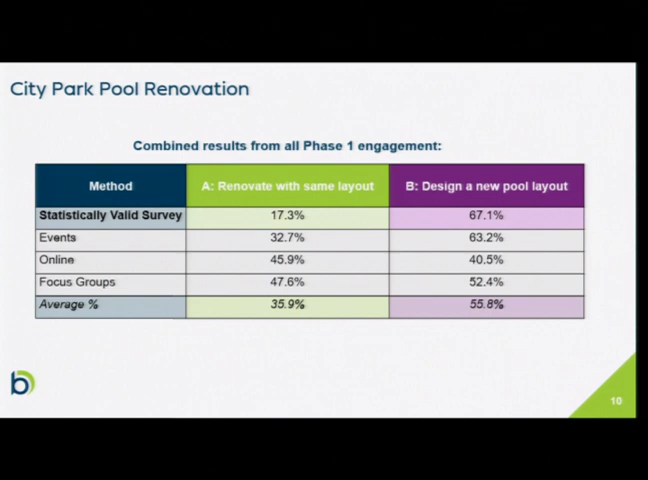 City Park Pool Renovation
Combined results from all Phase 1 engagement:
Method A: Renovate with same layout B: Design a new pool layout
Statistically Valid Survey 17.3% 67.1%
Events 32.7% 63.2%
Online 45.9% 40.5%
Focus Groups 47.6% 52.4%
Average % 35.9% 55.8%
b
10